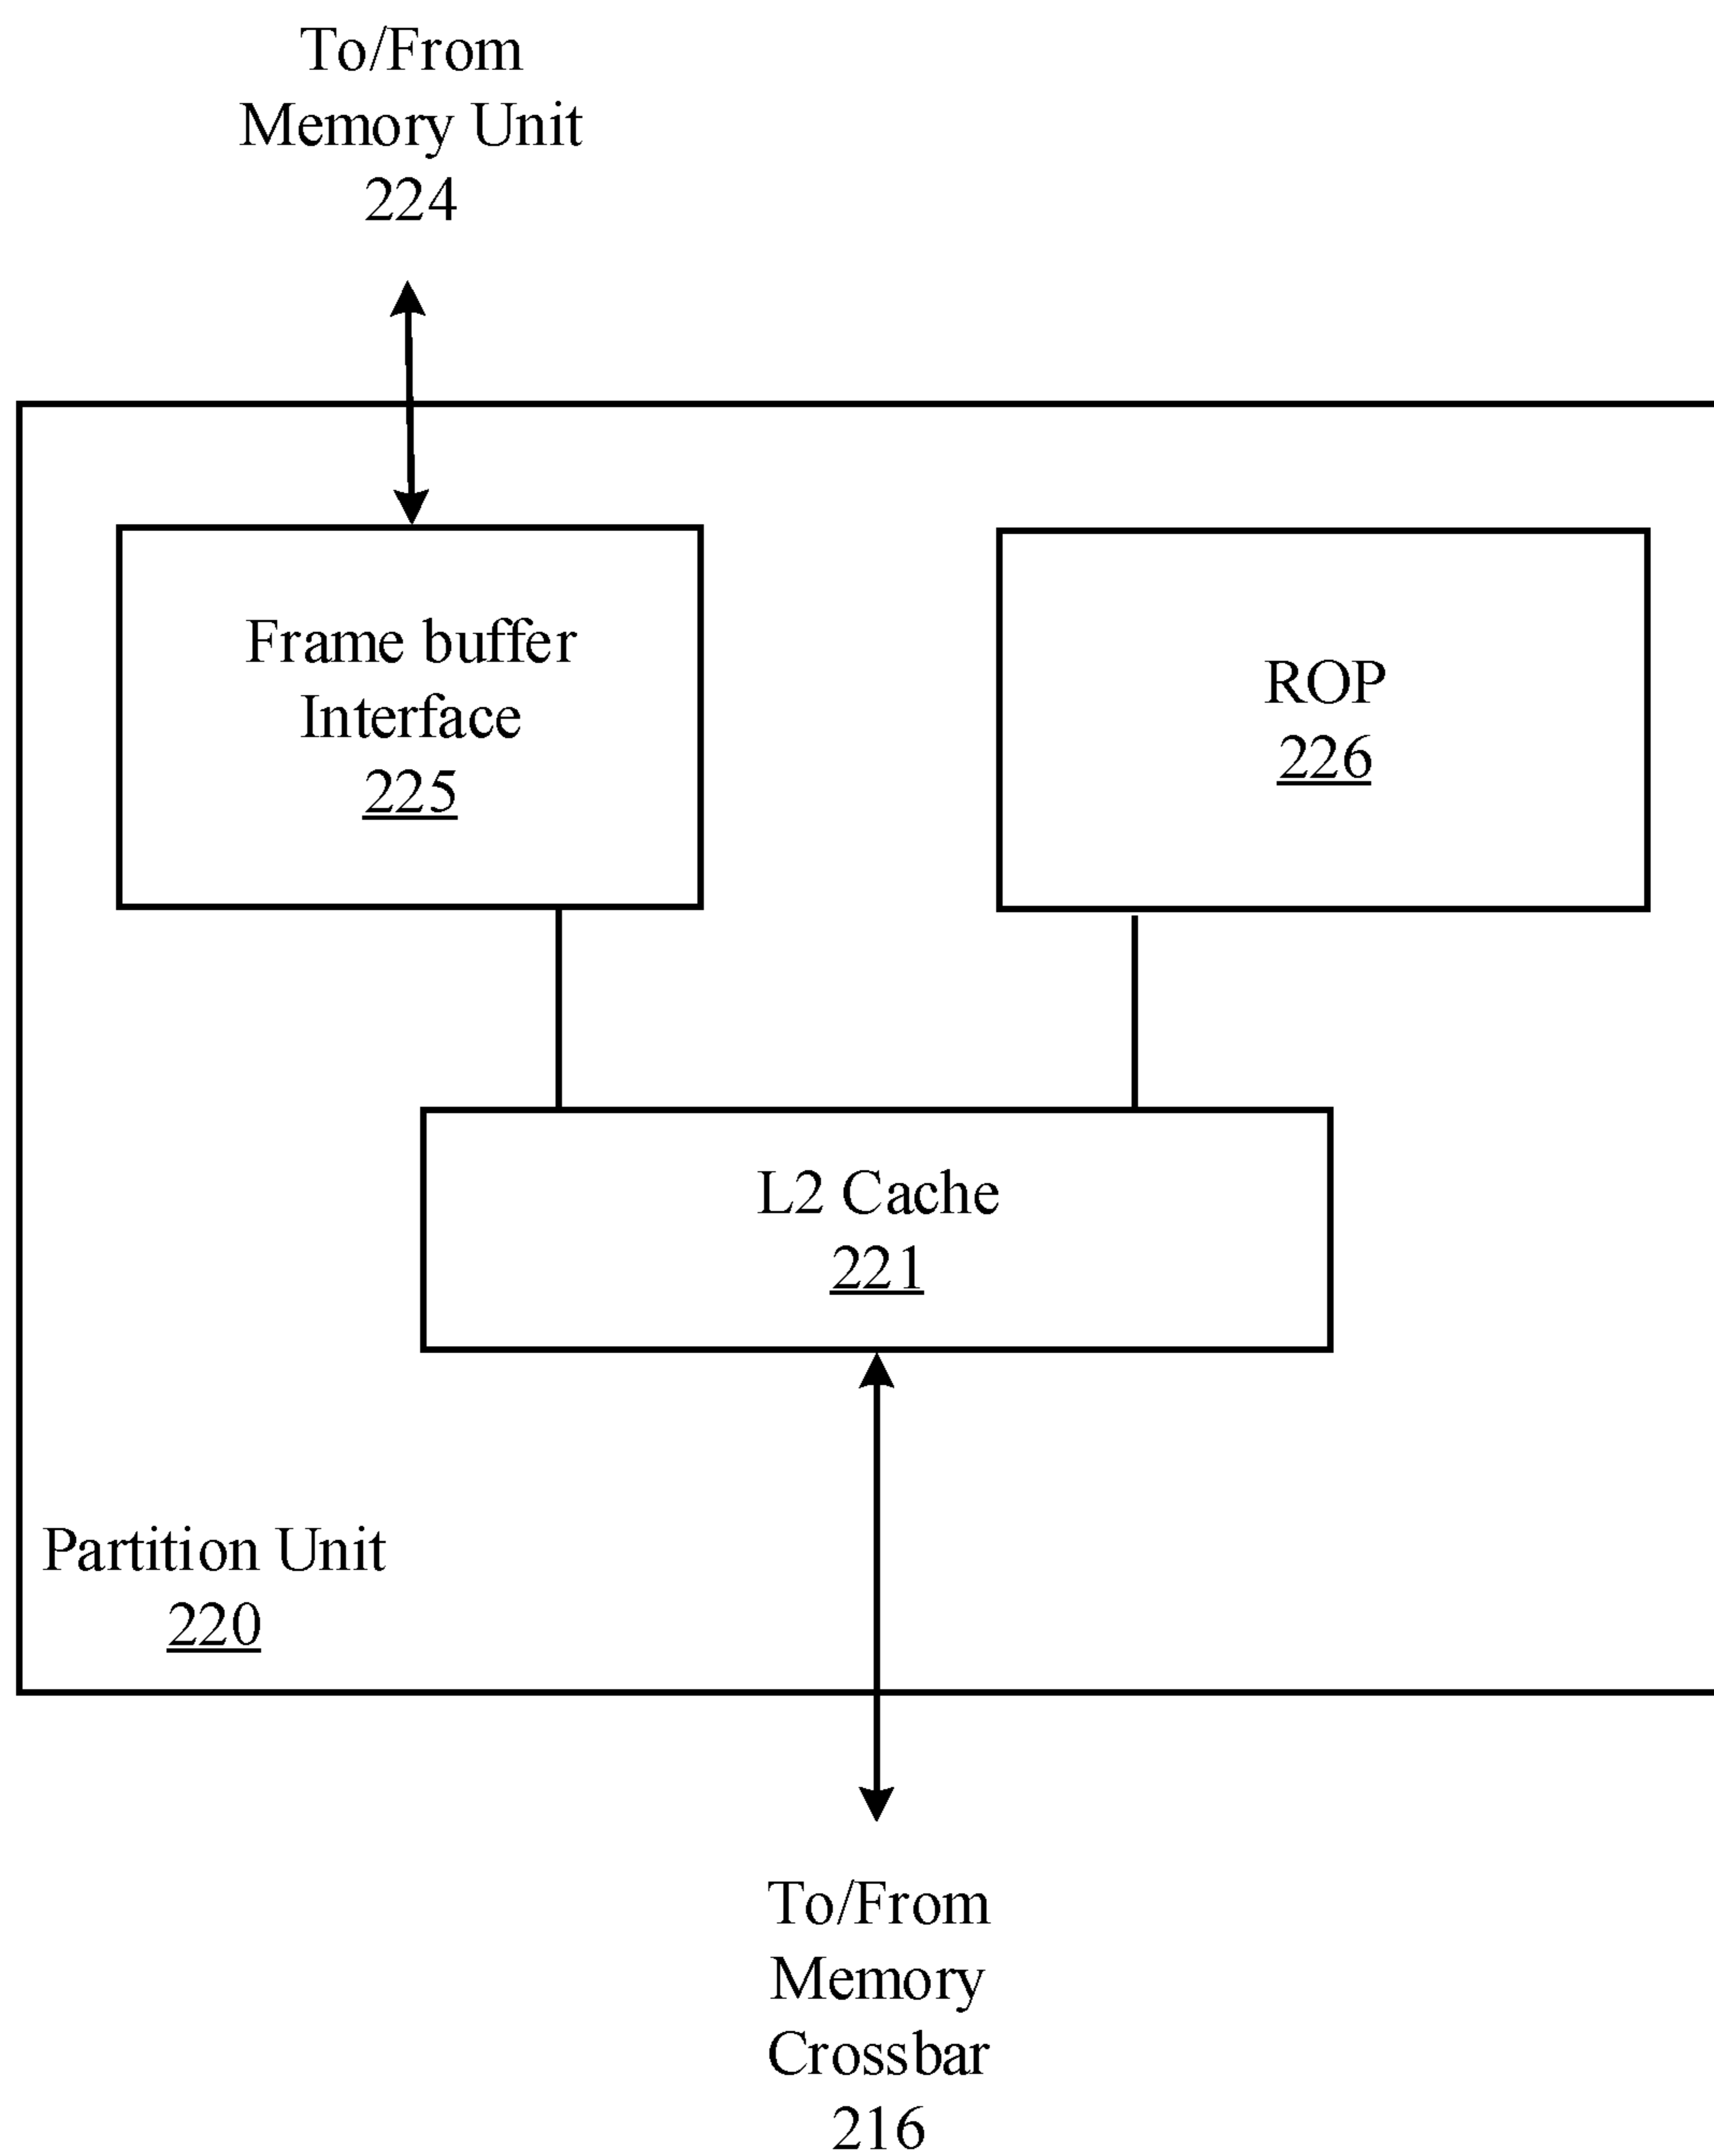 To/From
Memory Unit
224
Frame buffer
Interface
225
ROP
226
L2 Cache
221
Partition Unit
220
To/From
Memory
Crossbar
216